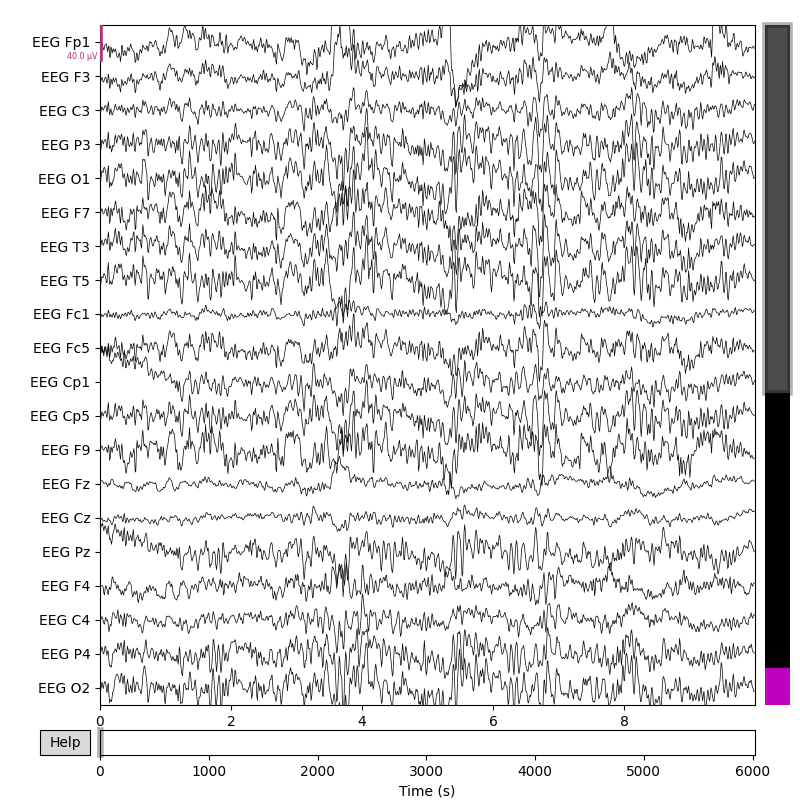 EEG Fp1
40.0 µV
EEG F3
EEG C3
EEG P3
EEG O1
EEG F7
EEG T3
EEG T5
EEG Fc1
EEG Fc5
EEG Cp1
EEG Cp5
EEG F9
EEG Fz
EEG Cz
EEG Pz
EEG F4
EEG C4
EEG P4
EEG O2
0 2 4 6 8
Help
0 1000 2000 3000 4000 5000 6000
Time (s)